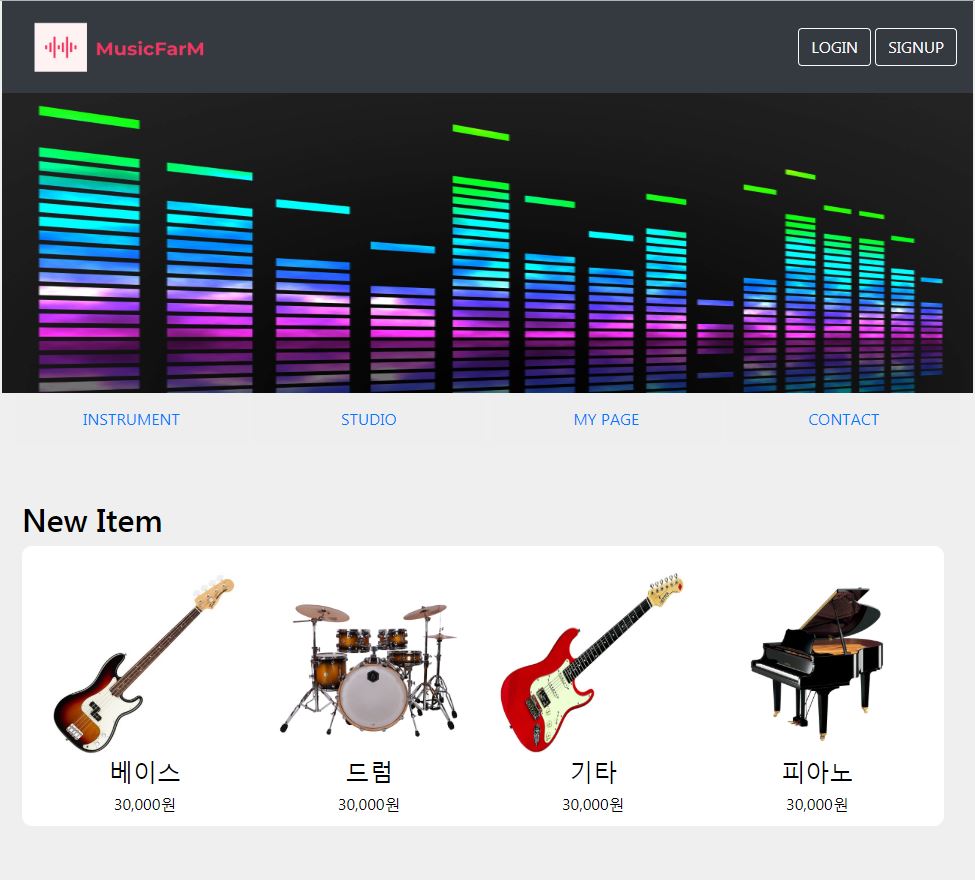 MusicFarM
LOGIN SIGNUP
INSTRUMENT STUDIO MY PAGE CONTACT
New Item
베이스 드럼 기타 피아노
30,000원 30,000원 30,000원 30,000원